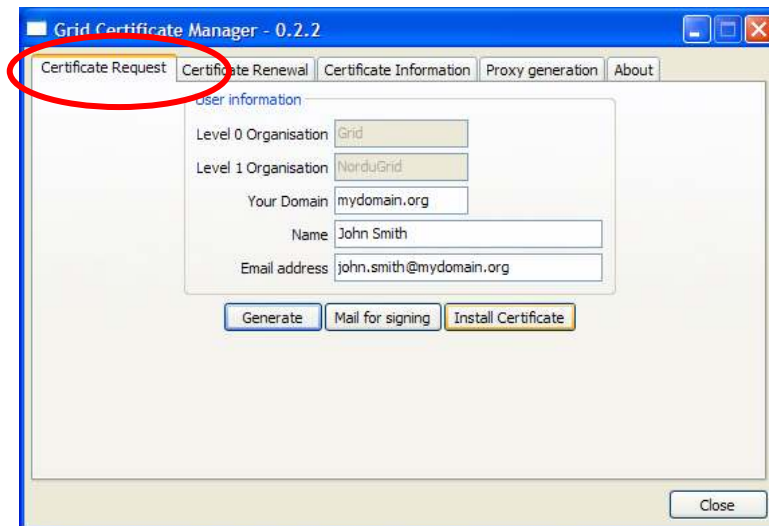 Grid Certificate Manager - 0.2.2
Certificate Request Certificate Renewal Certificate Information Proxy generation About
User information
Level 0 Organisation Grid
Level 1 Organisation NorduGrid
Your Domain mydomain.org
Name John Smith
Email address john.smith@mydomain.org
Generate Mail for signing Install Certificate
Close